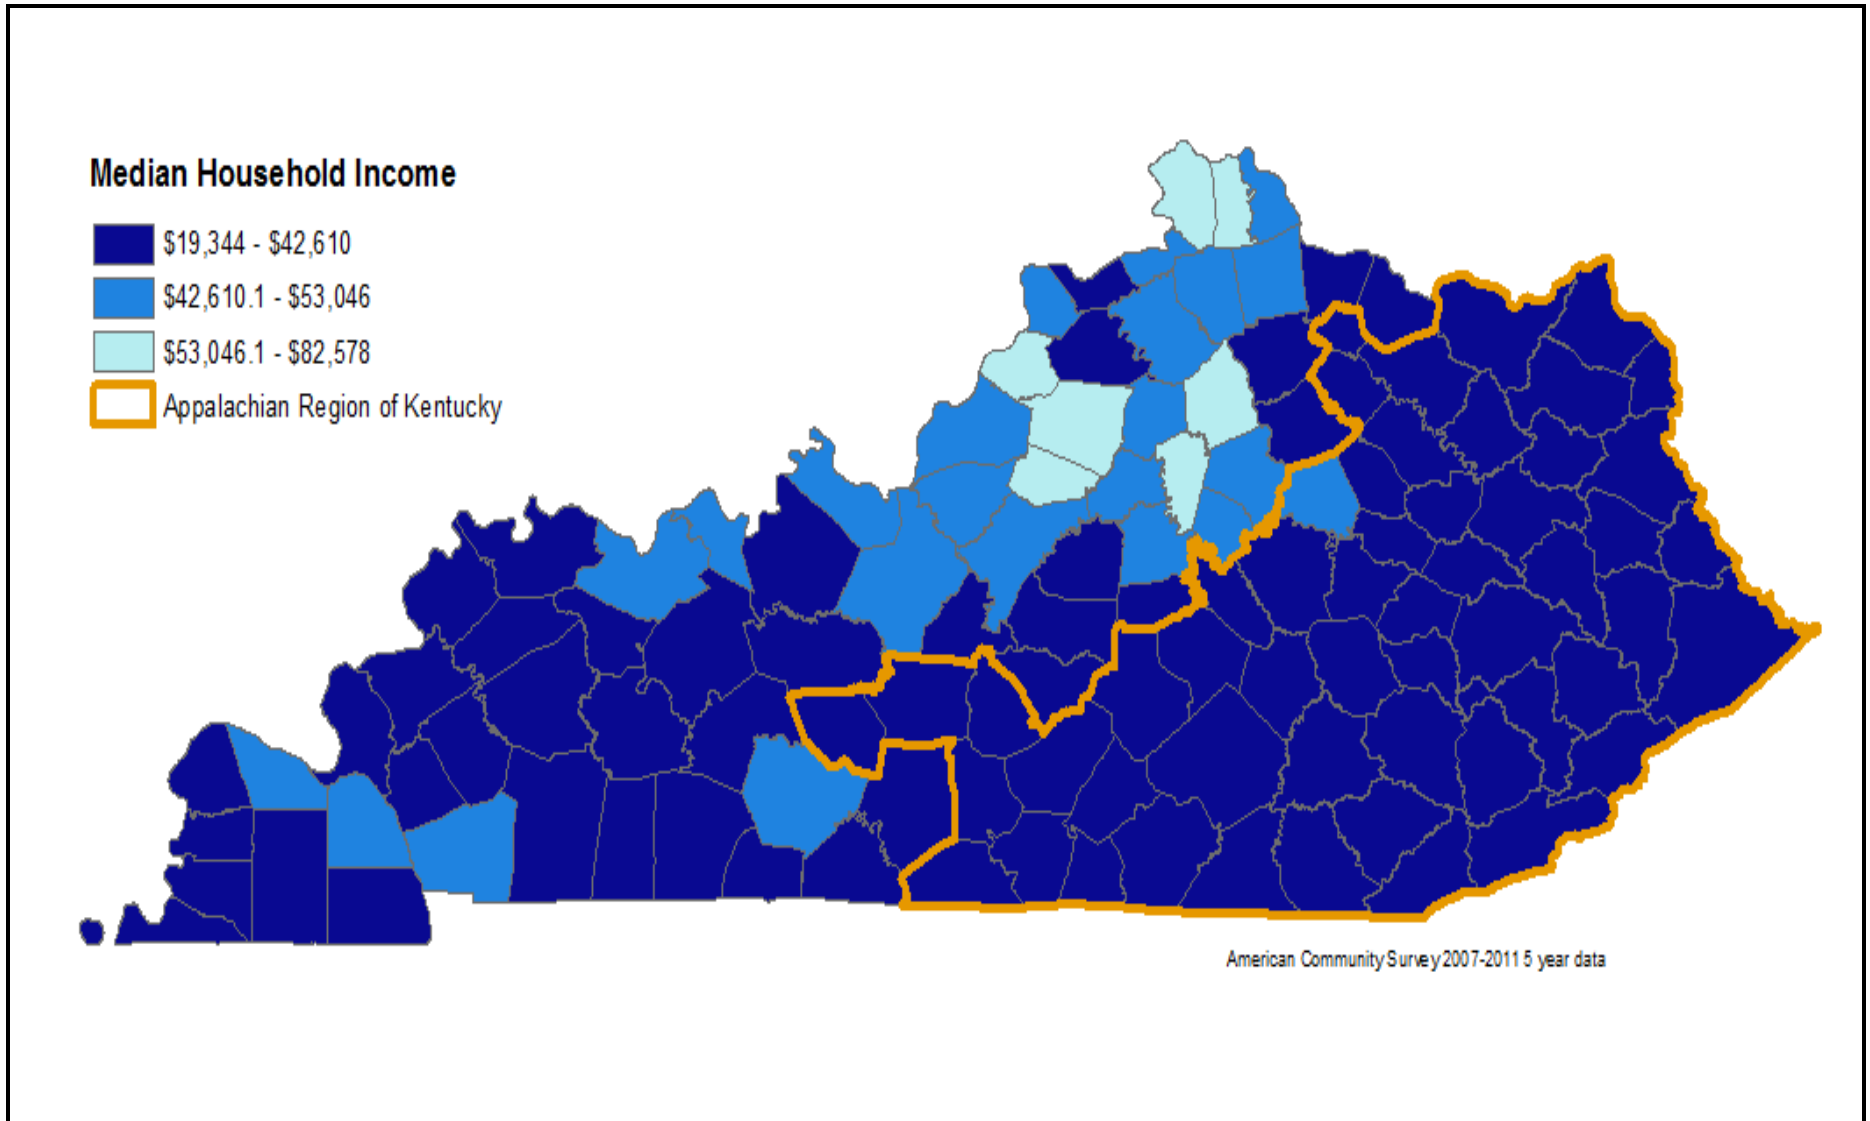 Median Household Income
$19,344 - $42,610
$42,610.1 - $53,046
$53,046.1 - $82,578
Appalachian Region of Kentucky
American Community Survey 2007-2011 5 year data